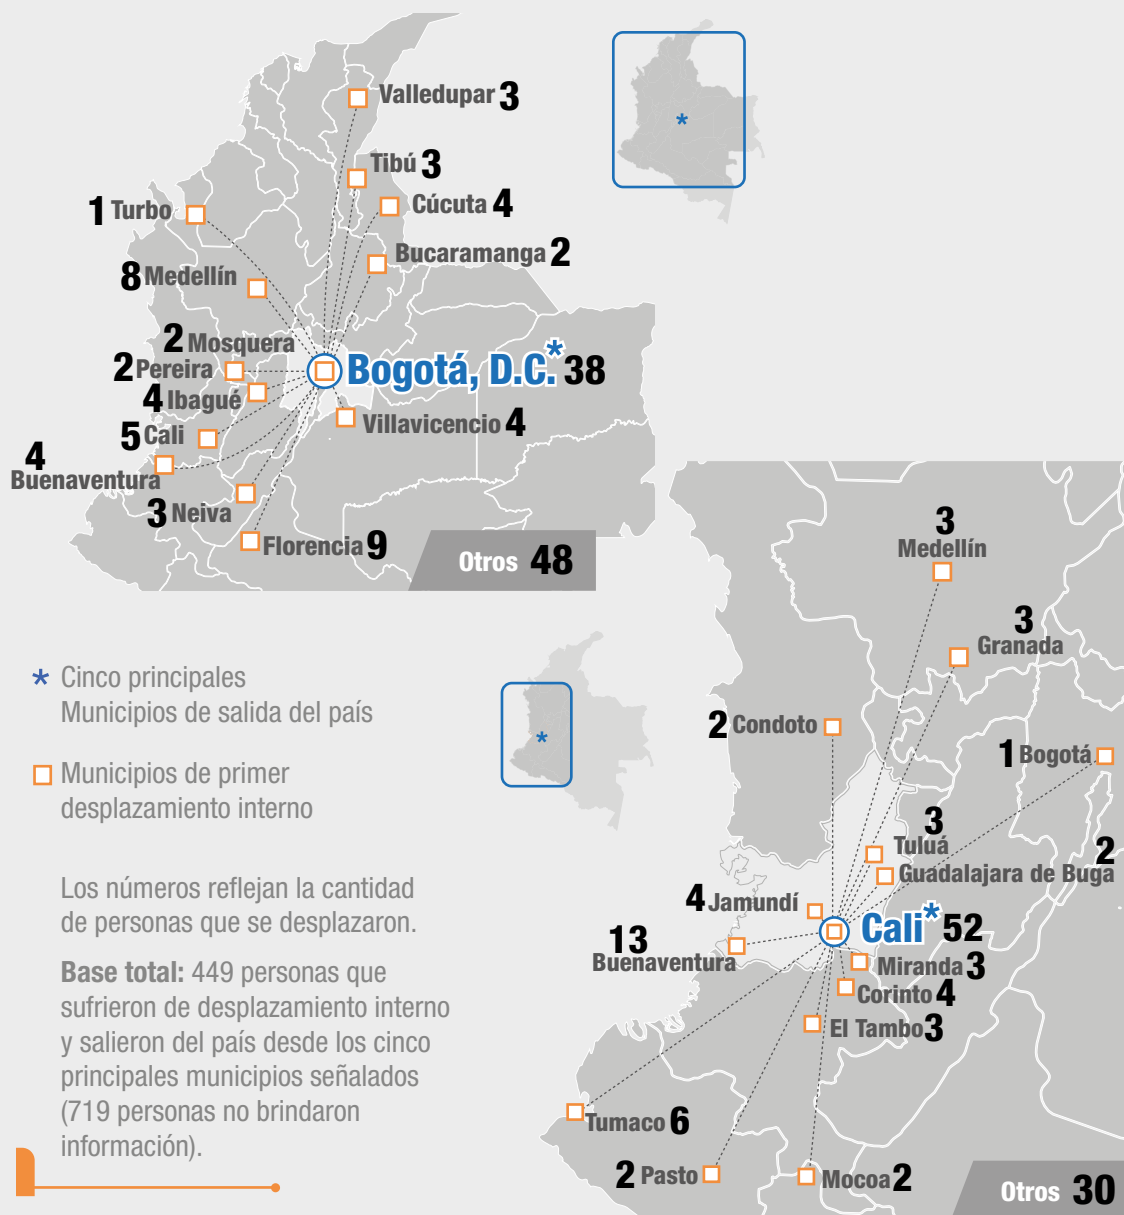 Valledupar 3
Tibú 3
Cúcuta 4
1 Turbo
Bucaramanga 2
8 Medellín
2 Mosquera
2 Pereira
Bogotá, D.C.* 38
4 Ibagué
Villavicencio 4
5 Cali
4
Buenaventura
3 Neiva
Florencia 9
Otros 48
*
* Cinco principales
Municipios de salida del país
Municipios de primer
desplazamiento interno
Los números reflejan la cantidad
de personas que se desplazaron.
Base total: 449 personas que
sufrieron de desplazamiento interno
y salieron del país desde los cinco
principales municipios señalados
(719 personas no brindaron
información).
*
3
Medellín
3
Granada
2 Condoto
1 Bogotá
3
Tuluá
2
Guadalajara de Buga
4 Jamundí
Cali* 52
13
Buenaventura
Miranda 3
Corinto 4
El Tambo 3
Tumaco 6
2 Pasto
Mocoa 2
Otros 30